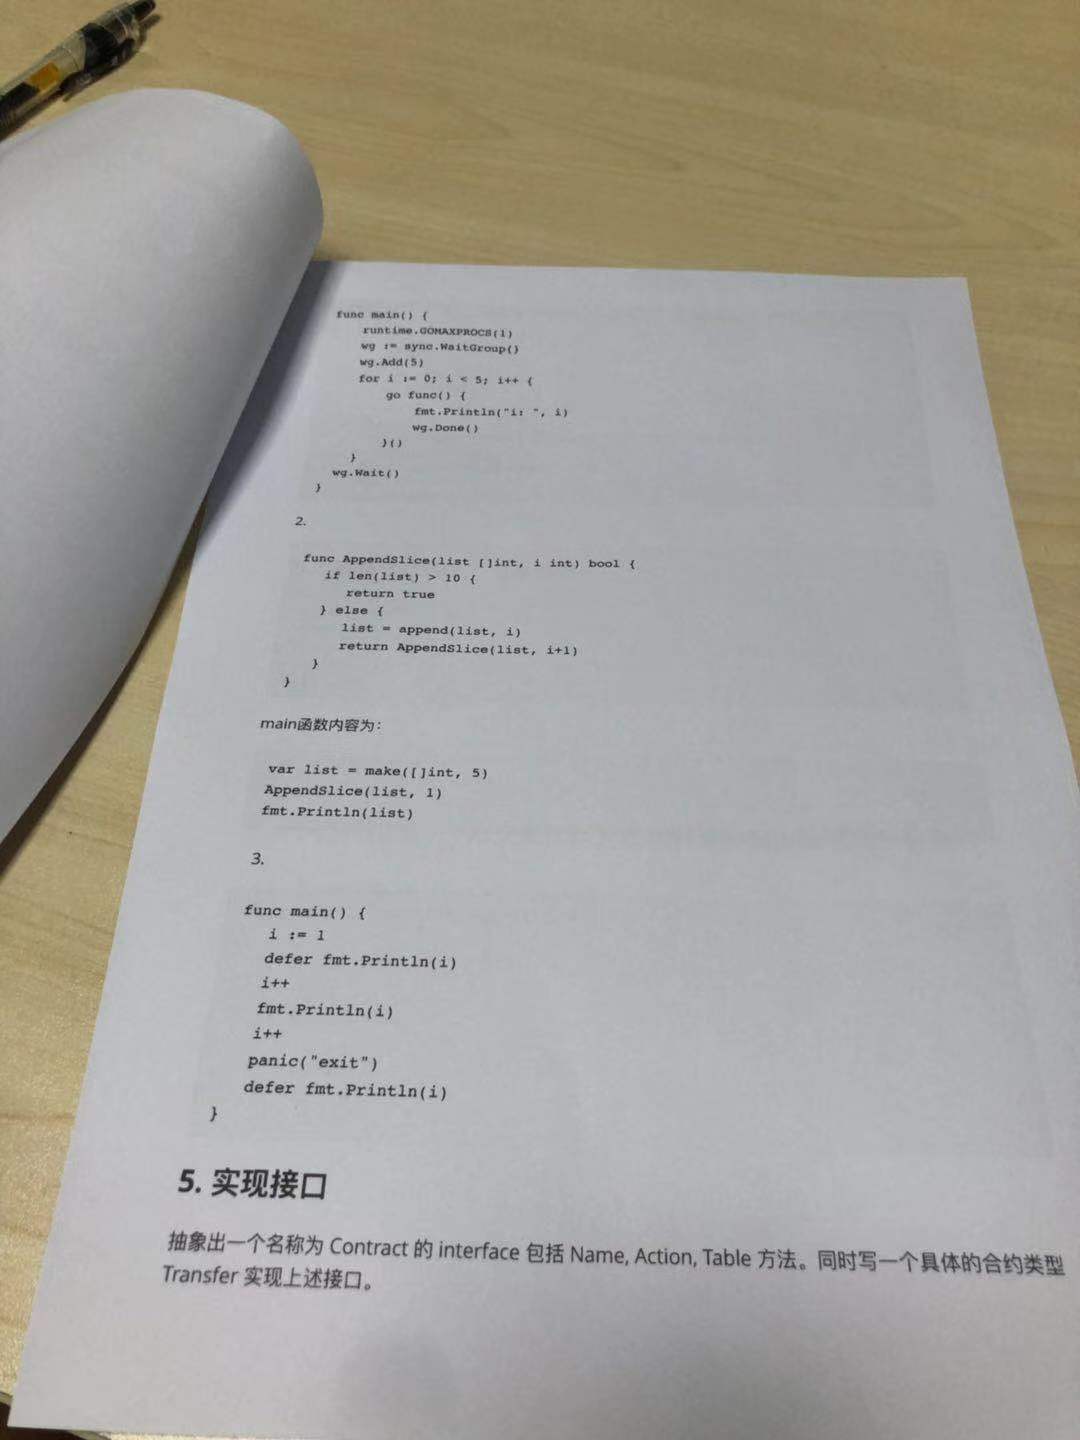 func main() {
runtime.GOMAXPROCS(1)
wg := sync.WaitGroup{}
wg.Add(5)
for i := 0; i < 5; i++ {
go func() {
fmt.Println("i: ", i)
wg.Done()
}()
}
wg.Wait()
}
2.
func AppendSlice(list []int, i int) bool {
if len(list) > 10 {
return true
} else {
list = append(list, i)
return AppendSlice(list, i+1)
}
}
main函数内容为：
var list = make([]int, 5)
AppendSlice(list, 1)
fmt.Println(list)
3.
func main() {
i := 1
defer fmt.Println(i)
i++
fmt.Println(i)
i++
panic("exit")
defer fmt.Println(i)
}
5. 实现接口
抽象出一个名称为 Contract 的 interface 包括 Name, Action, Table 方法。同时写一个具体的合约类型
Transfer 实现上述接口。